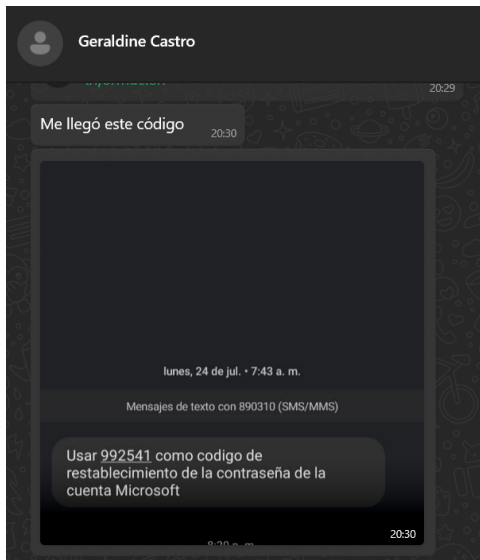 Geraldine Castro
20:29
Me llegó este código
20:30
lunes, 24 de jul. • 7:43 a. m.
Mensajes de texto con 890310 (SMS/MMS)
Usar 992541 como codigo de
restablecimiento de la contraseña de la
cuenta Microsoft
20:30